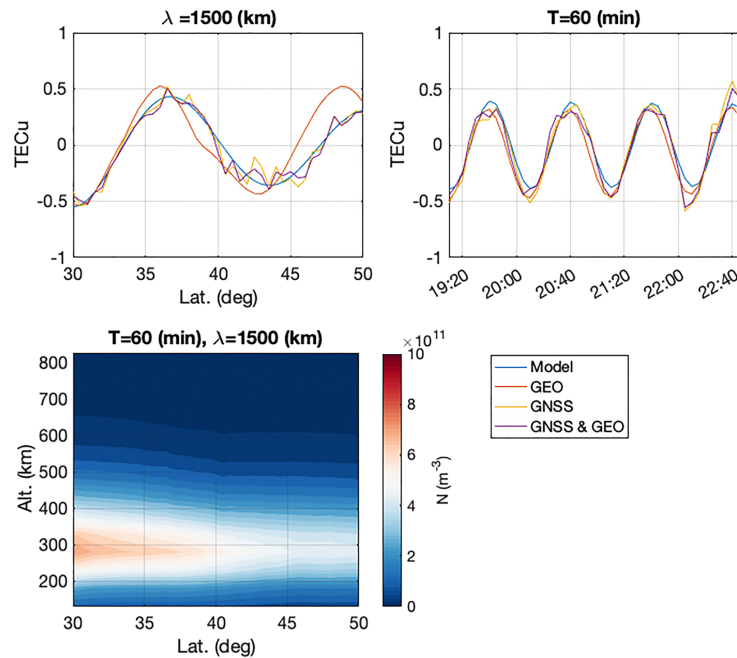 λ =1500 (km)
1
0.5
0
-0.5
-1
TECu
30 35 40 45 50
Lat. (deg)
T=60 (min)
1
0.5
0
-0.5
-1
TECu
19:20 20:00 20:40 21:20 22:00 22:40
T=60 (min), λ=1500 (km)
800
700
600
500
400
300
200
Alt. (km)
30 35 40 45 50
Lat. (deg)
×10¹¹
10
8
6
4
2
0
N (m⁻³)
Model
GEO
GNSS
GNSS & GEO